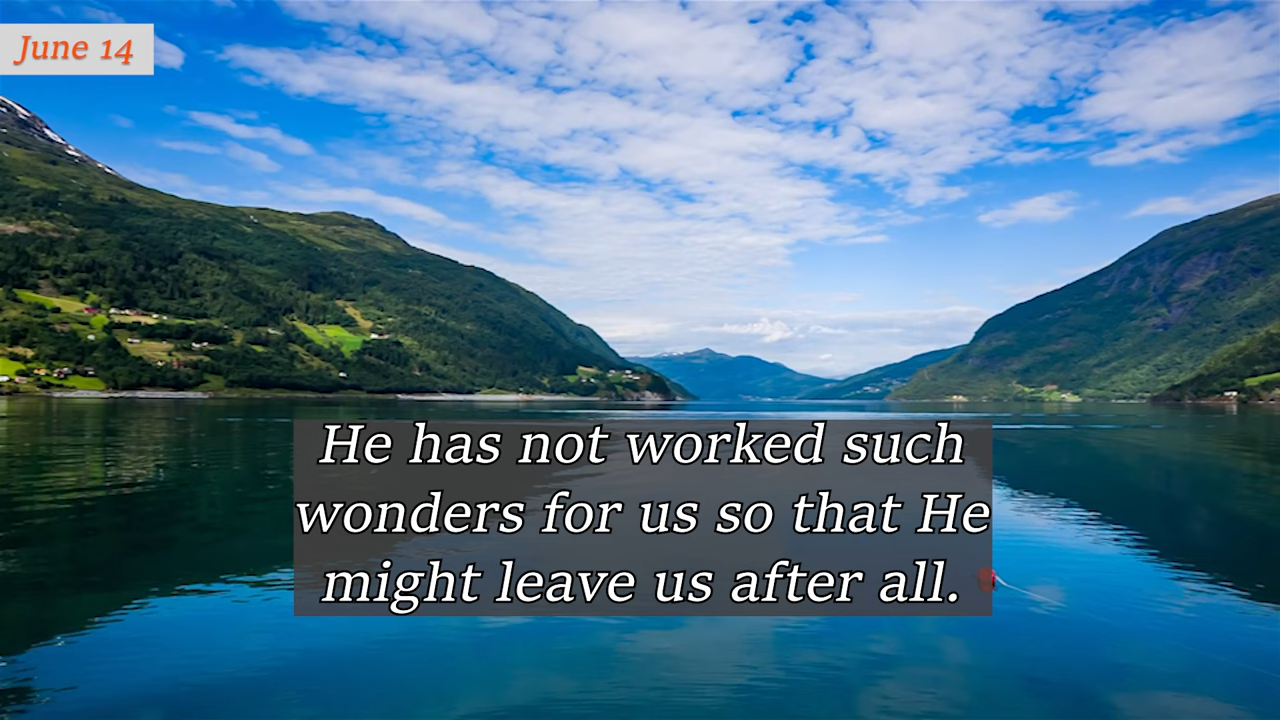 June 14
He has not worked such
wonders for us so that He
might leave us after all.